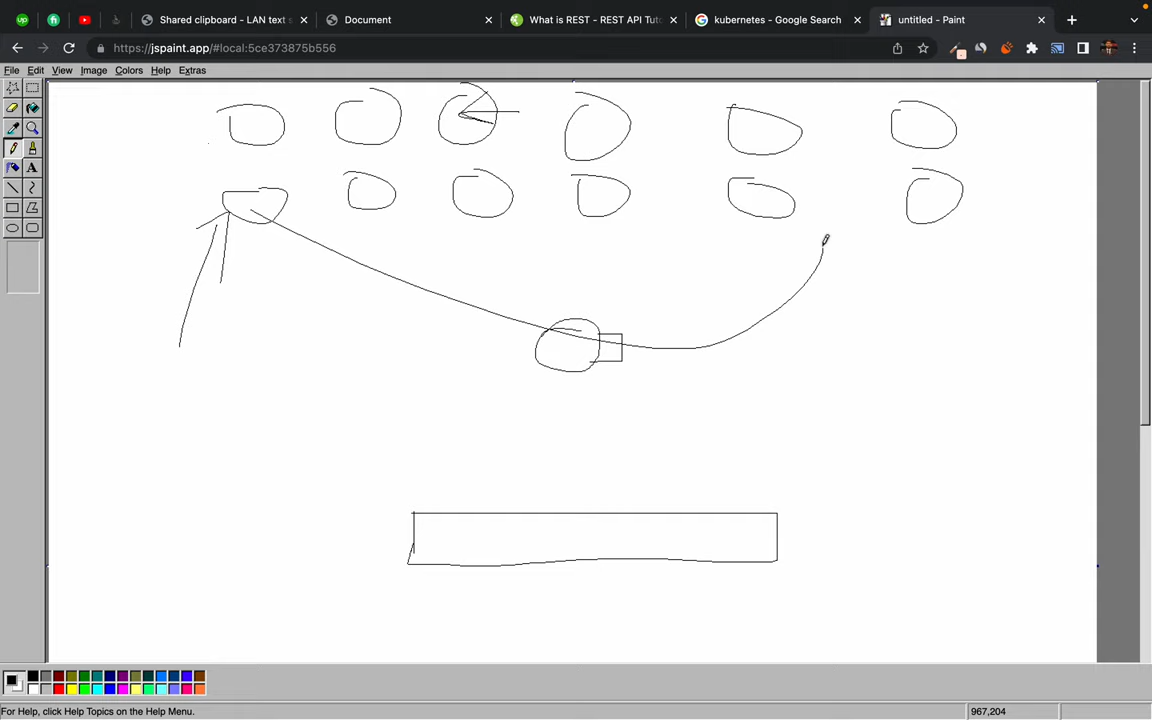 Shared clipboard - LAN text s
Document
What is REST - REST API Tuto
kubernetes - Google Search
untitled - Paint
https://jspaint.app/#local:5ce373875b556
File Edit View Image Colors Help Extras
A
For Help, click Help Topics on the Help Menu.
967,204